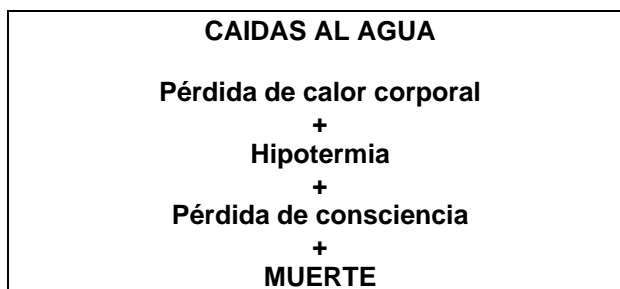 CAIDAS AL AGUA
Pérdida de calor corporal
+
Hipotermia
+
Pérdida de consciencia
+
MUERTE